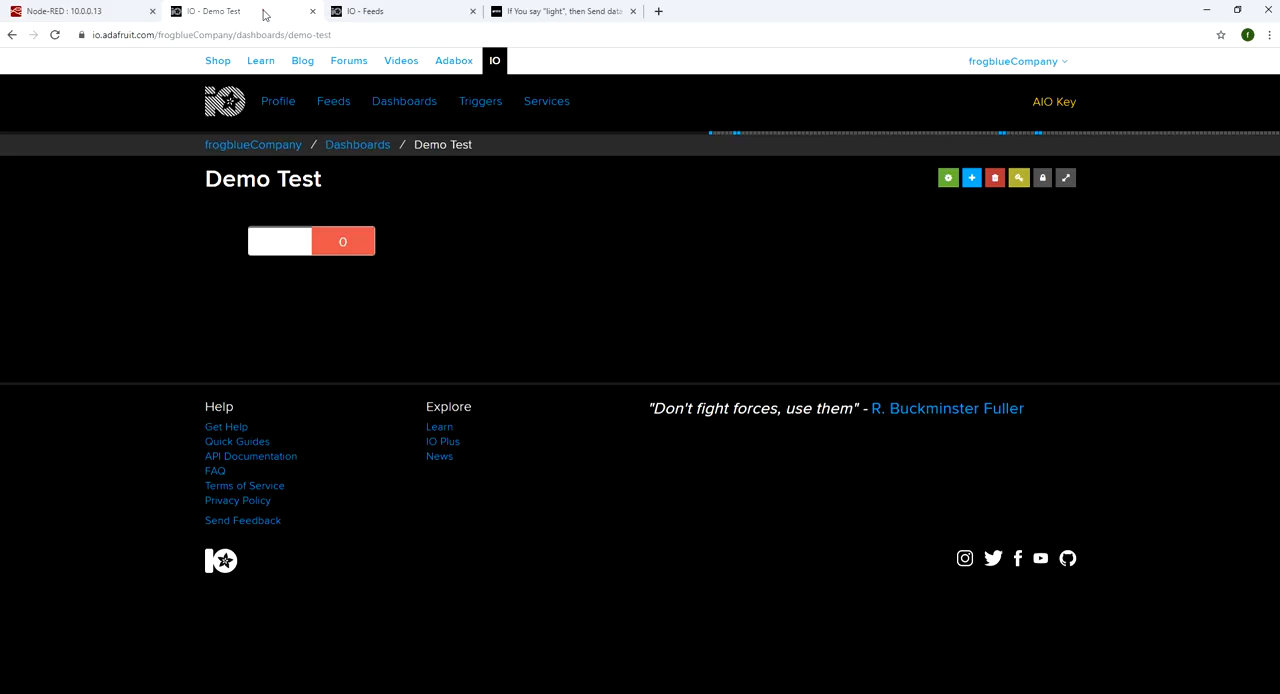 Node-RED : 10.0.0.13
IO - Demo Test
IO - Feeds
If You say "light", then Send data
io.adafruit.com/frogblueCompany/dashboards/demo-test
f
Shop Learn Blog Forums Videos Adabox IO
frogblueCompany
IO Profile Feeds Dashboards Triggers Services
AIO Key
frogblueCompany / Dashboards / Demo Test
Demo Test
0
Help
Get Help
Quick Guides
API Documentation
FAQ
Terms of Service
Privacy Policy
Send Feedback
Explore
Learn
IO Plus
News
"Don't fight forces, use them" - R. Buckminster Fuller
IO